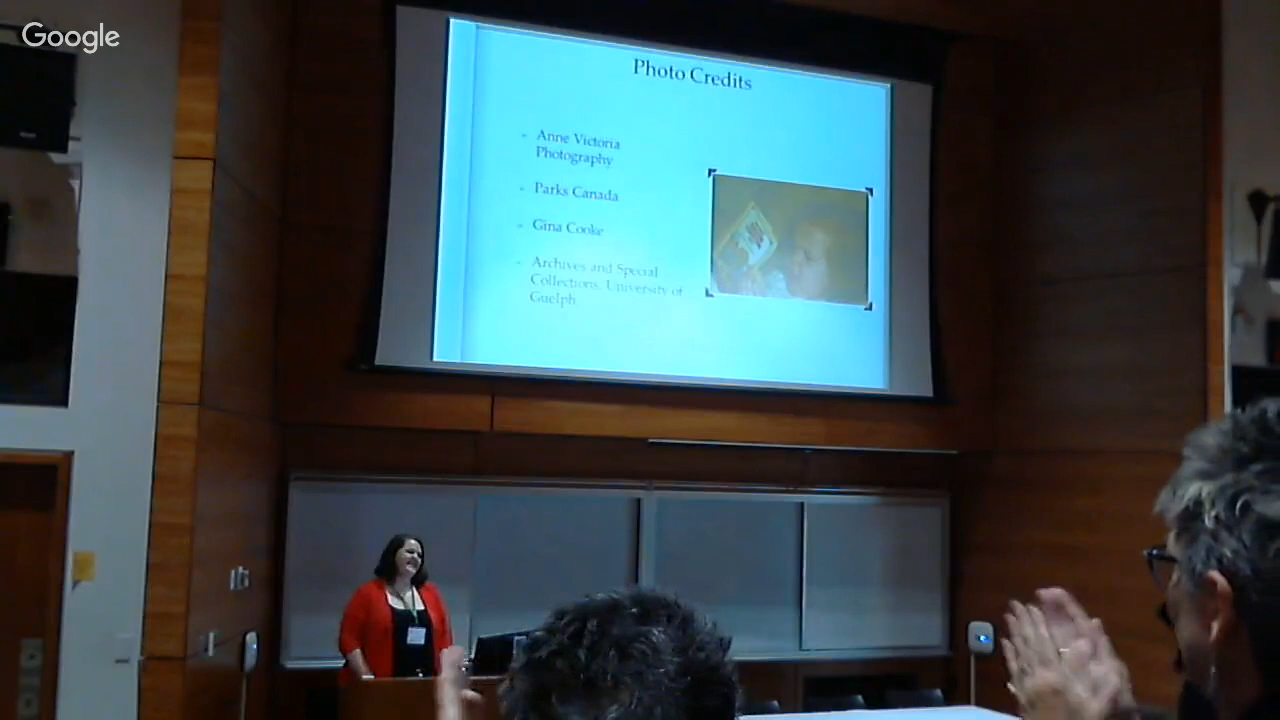 Google
Photo Credits
Anne Victoria
Photography
Parks Canada
Gina Cooke
Archives and Special
Collections, University of
Guelph